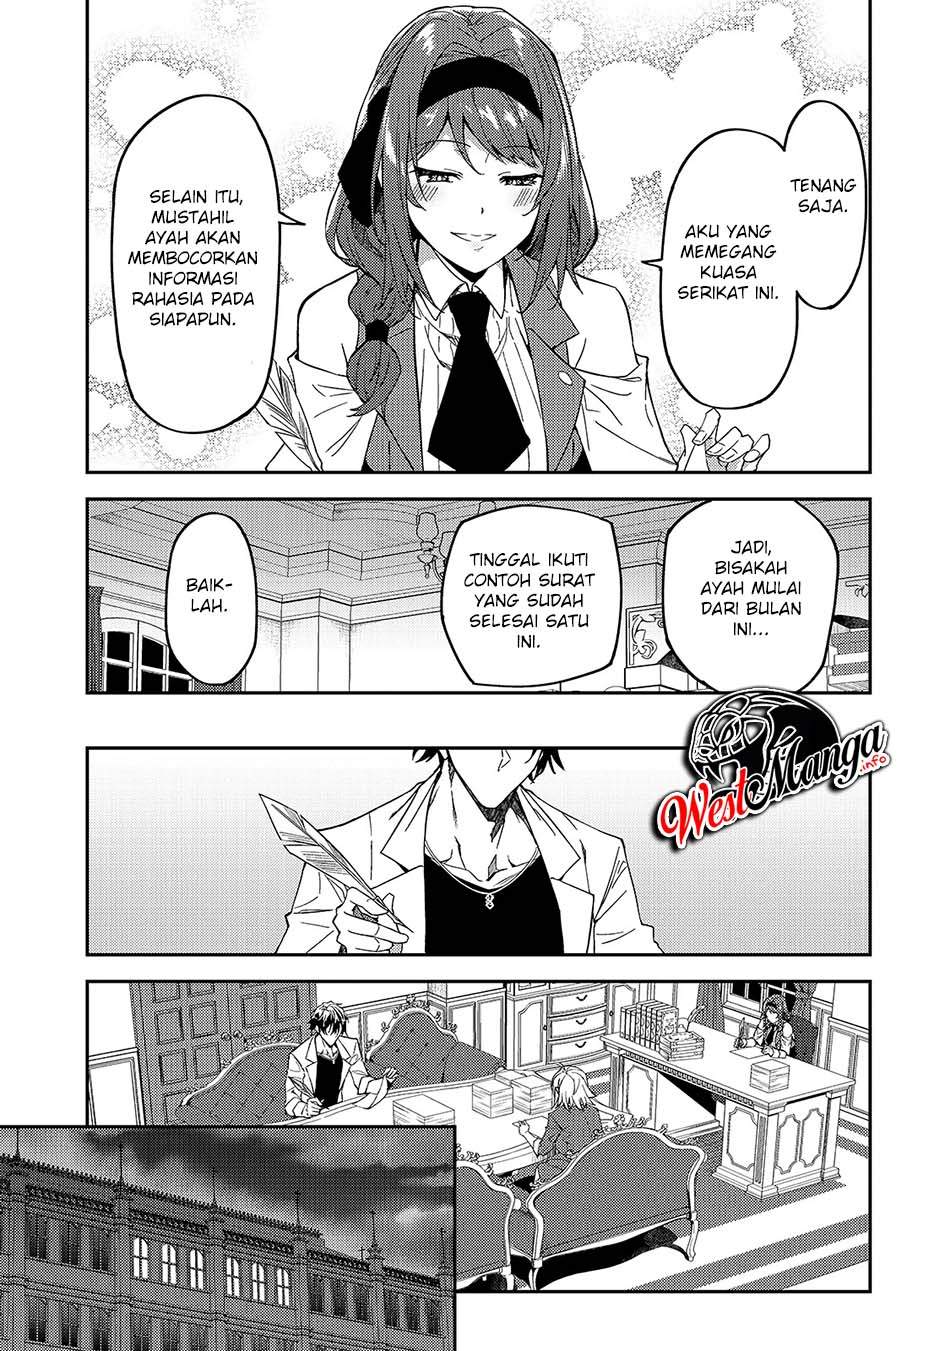 TENANG
SAJA.
AKU YANG
MEMEGANG
KUASA
SERIKAT INI.
SELAIN ITU,
MUSTAHIL
AYAH AKAN
MEMBOCORKAN
INFORMASI
RAHASIA PADA
SIAPAPUN.
JADI,
BISAKAH
AYAH MULAI
DARI BULAN
INI...
TINGGAL IKUTI
CONTOH SURAT
YANG SUDAH
SELESAI SATU
INI.
BAIK-
LAH.
WestManga
.info